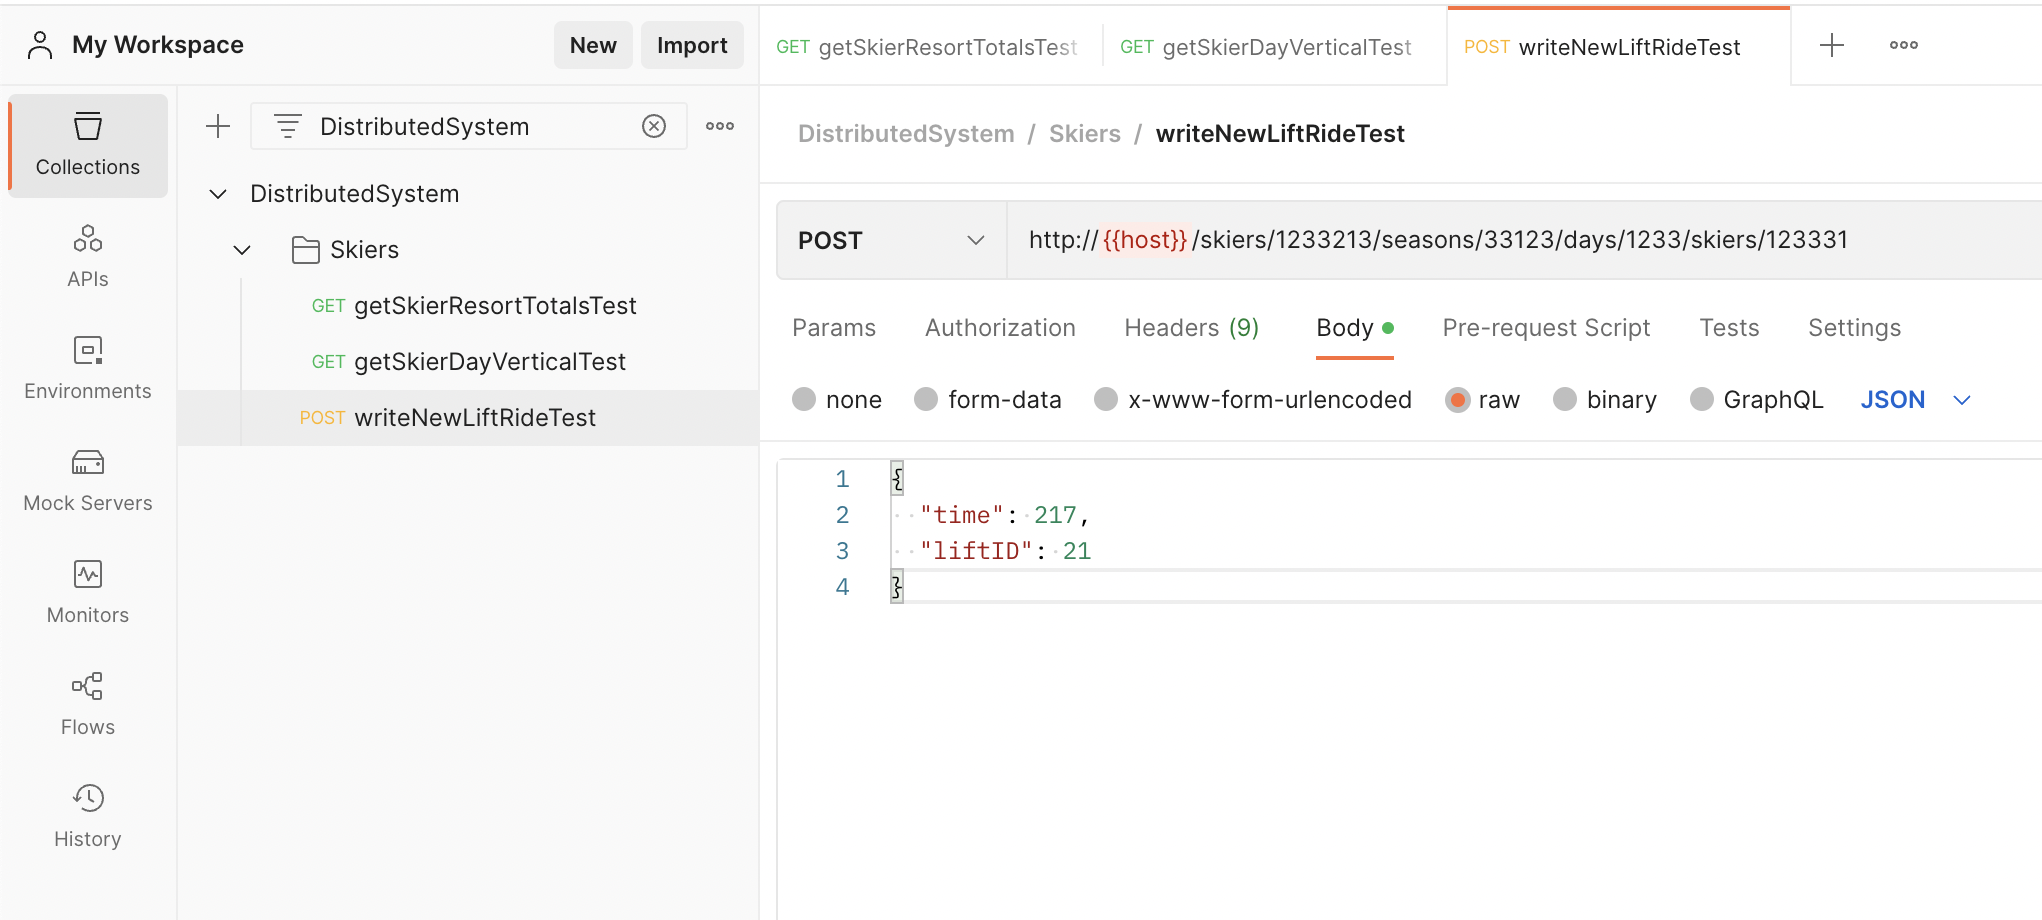 My Workspace
New
Import
GET getSkierResortTotalsTest
GET getSkierDayVerticalTest
POST writeNewLiftRideTest
Collections
APIs
Environments
Mock Servers
Monitors
Flows
History
DistributedSystem
DistributedSystem
Skiers
GET getSkierResortTotalsTest
GET getSkierDayVerticalTest
POST writeNewLiftRideTest
DistributedSystem / Skiers / writeNewLiftRideTest
POST
http://{{host}}/skiers/1233213/seasons/33123/days/1233/skiers/123331
Params Authorization Headers (9) Body Pre-request Script Tests Settings
none form-data x-www-form-urlencoded raw binary GraphQL JSON
1 {
2 "time": 217,
3 "liftID": 21
4 }